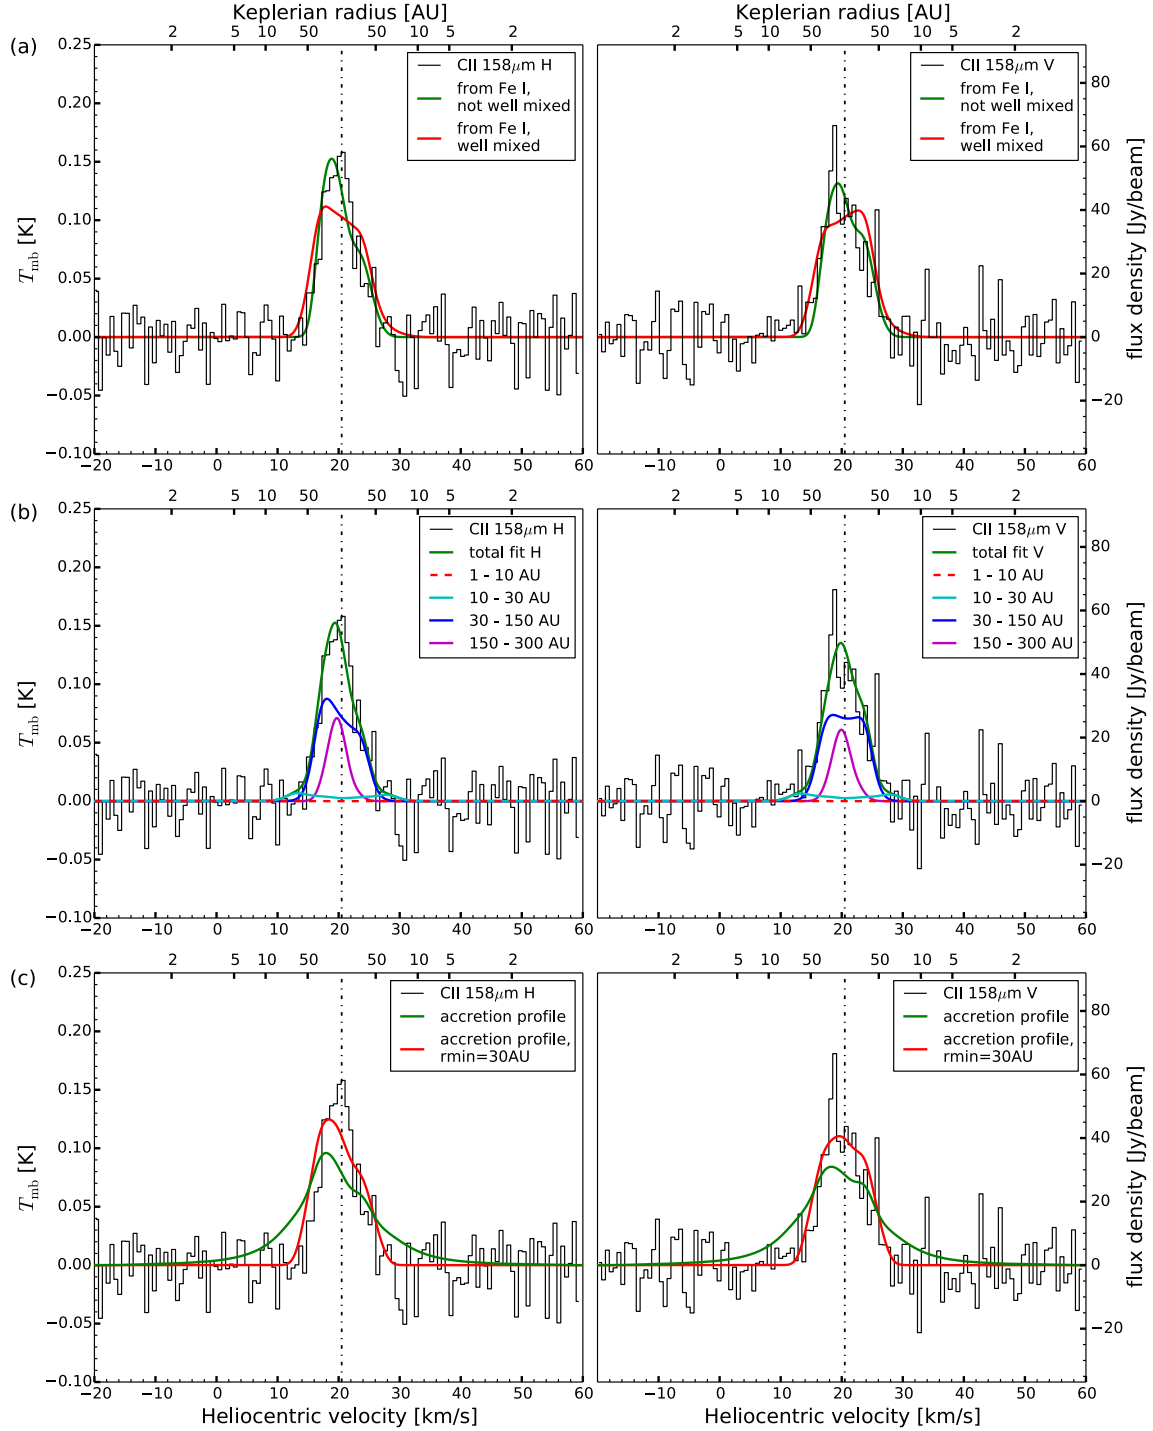 Keplerian radius [AU] Keplerian radius [AU]
2 5 10 50 50 10 5 2 2 5 10 50 50 10 5 2
(a)
0.25
0.20
0.15
0.10
0.05
0.00
−0.05
−0.10
T_mb [K]
CII 158μm H
from Fe I,
not well mixed
from Fe I,
well mixed
CII 158μm V
from Fe I,
not well mixed
from Fe I,
well mixed
80
60
40
20
0
−20
flux density [Jy/beam]
−20 −10 0 10 20 30 40 50 60 −10 0 10 20 30 40 50 60
2 5 10 50 50 10 5 2 2 5 10 50 50 10 5 2
(b)
0.25
0.20
0.15
0.10
0.05
0.00
−0.05
−0.10
T_mb [K]
CII 158μm H
total fit H
1 - 10 AU
10 - 30 AU
30 - 150 AU
150 - 300 AU
CII 158μm V
total fit V
1 - 10 AU
10 - 30 AU
30 - 150 AU
150 - 300 AU
80
60
40
20
0
−20
flux density [Jy/beam]
−20 −10 0 10 20 30 40 50 60 −10 0 10 20 30 40 50 60
2 5 10 50 50 10 5 2 2 5 10 50 50 10 5 2
(c)
0.25
0.20
0.15
0.10
0.05
0.00
−0.05
−0.10
T_mb [K]
CII 158μm H
accretion profile
accretion profile,
rmin=30AU
CII 158μm V
accretion profile
accretion profile,
rmin=30AU
80
60
40
20
0
−20
flux density [Jy/beam]
−20 −10 0 10 20 30 40 50 60 −10 0 10 20 30 40 50 60
Heliocentric velocity [km/s] Heliocentric velocity [km/s]